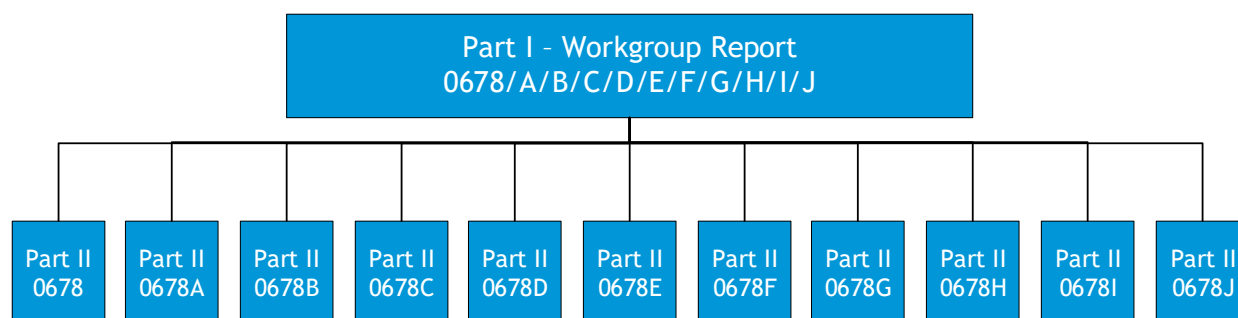 Part I – Workgroup Report
0678/A/B/C/D/E/F/G/H/I/J
Part II
0678
Part II
0678A
Part II
0678B
Part II
0678C
Part II
0678D
Part II
0678E
Part II
0678F
Part II
0678G
Part II
0678H
Part II
0678I
Part II
0678J